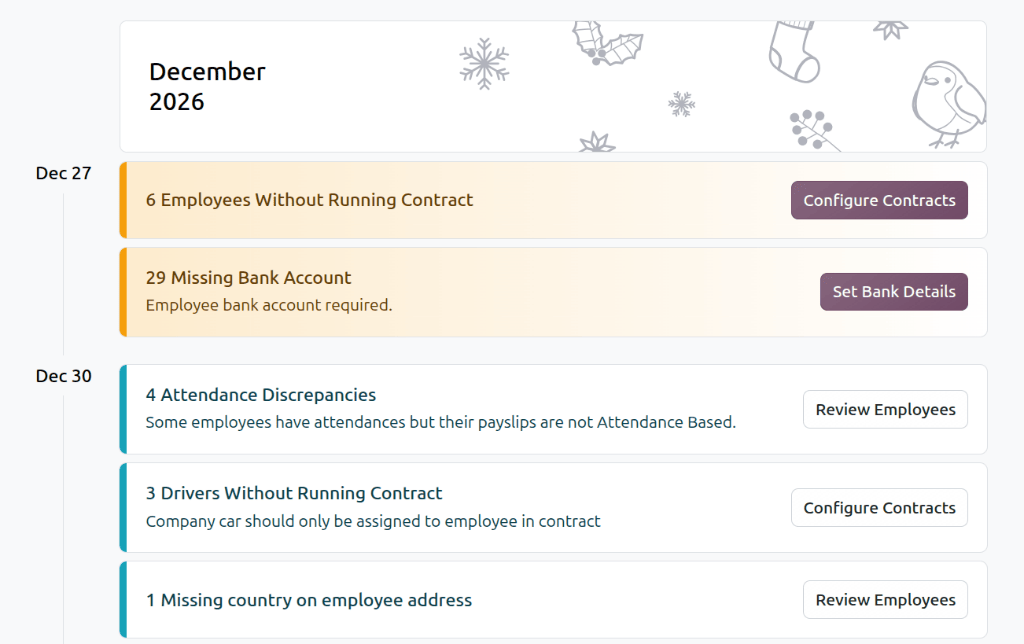 December
2026
Dec 27
6 Employees Without Running Contract
Configure Contracts
29 Missing Bank Account
Employee bank account required.
Set Bank Details
Dec 30
4 Attendance Discrepancies
Some employees have attendances but their payslips are not Attendance Based.
Review Employees
3 Drivers Without Running Contract
Company car should only be assigned to employee in contract
Configure Contracts
1 Missing country on employee address
Review Employees